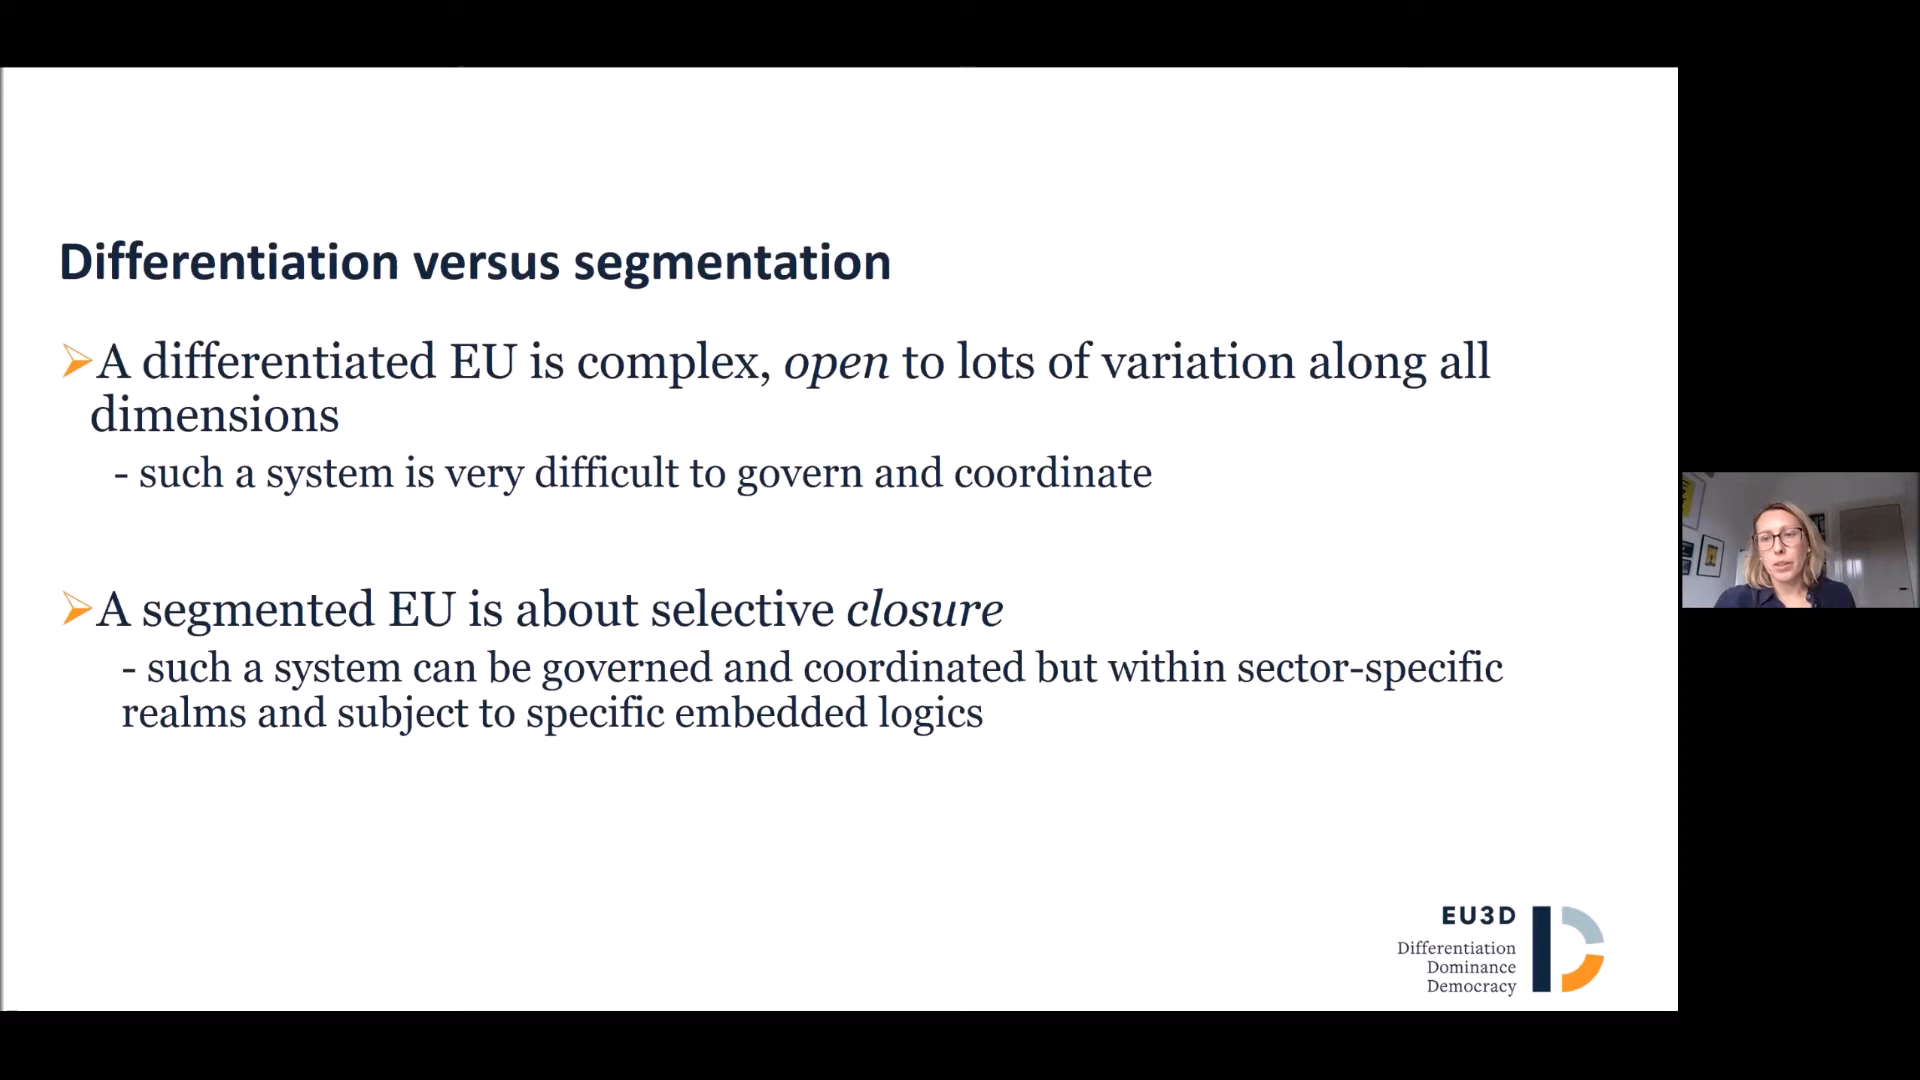 Differentiation versus segmentation
A differentiated EU is complex, open to lots of variation along all
dimensions
- such a system is very difficult to govern and coordinate
A segmented EU is about selective closure
- such a system can be governed and coordinated but within sector-specific
realms and subject to specific embedded logics
EU3D
Differentiation
Dominance
Democracy